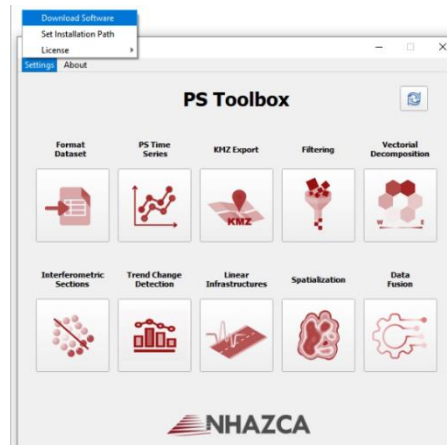 Download Software
Set Installation Path
License
Settings About
PS Toolbox
Format Dataset
PS Time Series
KMZ Export
Filtering
Vectorial Decomposition
KMZ
W E
Interferometric Sections
Trend Change Detection
Linear Infrastructures
Spatialization
Data Fusion
NHAZCA